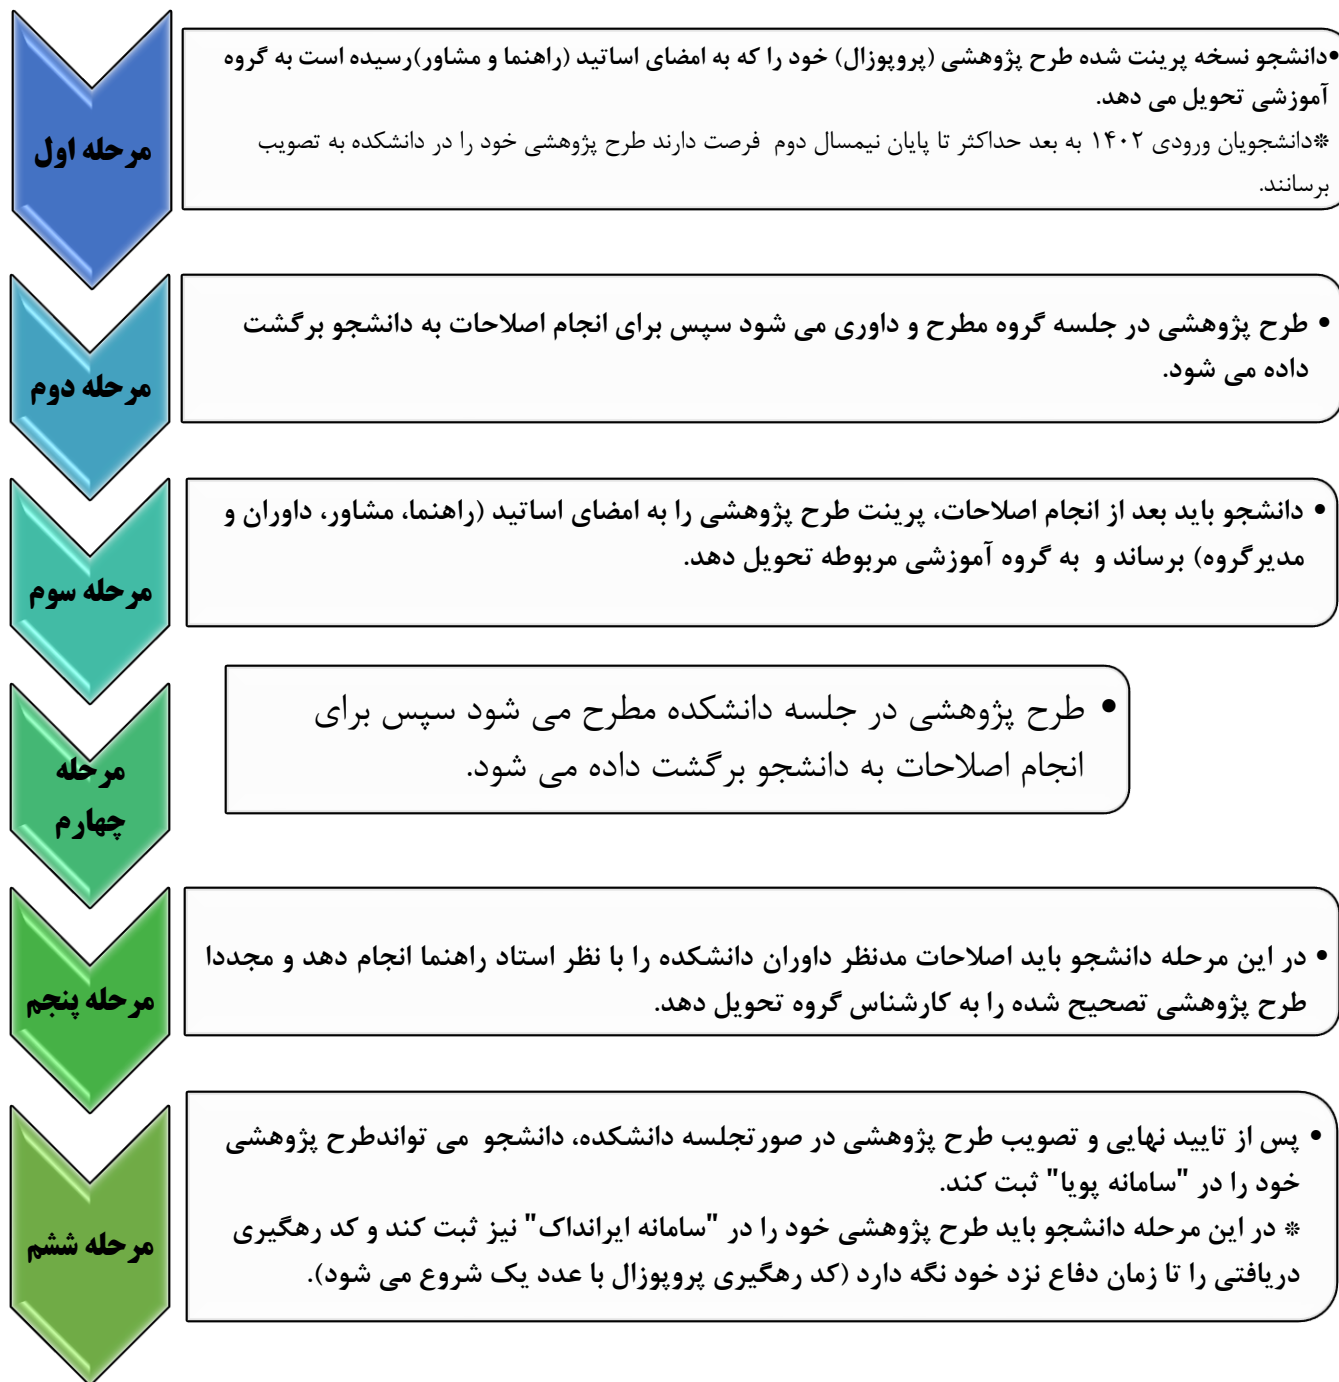 مرحله اول
•دانشجو نسخه پرینت شده طرح پژوهشی (پروپوزال) خود را که به امضای اساتید (راهنما و مشاور)رسیده است به گروه
آموزشی تحویل می دهد.
*دانشجویان ورودی ۱۴۰۲ به بعد حداکثر تا پایان نیمسال دوم فرصت دارند طرح پژوهشی خود را در دانشکده به تصویب
برسانند.
مرحله دوم
• طرح پژوهشی در جلسه گروه مطرح و داوری می شود سپس برای انجام اصلاحات به دانشجو برگشت
داده می شود.
مرحله سوم
• دانشجو باید بعد از انجام اصلاحات، پرینت طرح پژوهشی را به امضای اساتید (راهنما، مشاور، داوران و
مدیرگروه) برساند و به گروه آموزشی مربوطه تحویل دهد.
مرحله
چهارم
• طرح پژوهشی در جلسه دانشکده مطرح می شود سپس برای
انجام اصلاحات به دانشجو برگشت داده می شود.
مرحله پنجم
• در این مرحله دانشجو باید اصلاحات مدنظر داوران دانشکده را با نظر استاد راهنما انجام دهد و مجددا
طرح پژوهشی تصحیح شده را به کارشناس گروه تحویل دهد.
مرحله ششم
• پس از تایید نهایی و تصویب طرح پژوهشی در صورتجلسه دانشکده، دانشجو می تواندطرح پژوهشی
خود را در "سامانه پویا" ثبت کند.
* در این مرحله دانشجو باید طرح پژوهشی خود را در "سامانه ایرانداک" نیز ثبت کند و کد رهگیری
دریافتی را تا زمان دفاع نزد خود نگه دارد (کد رهگیری پروپوزال با عدد یک شروع می شود).